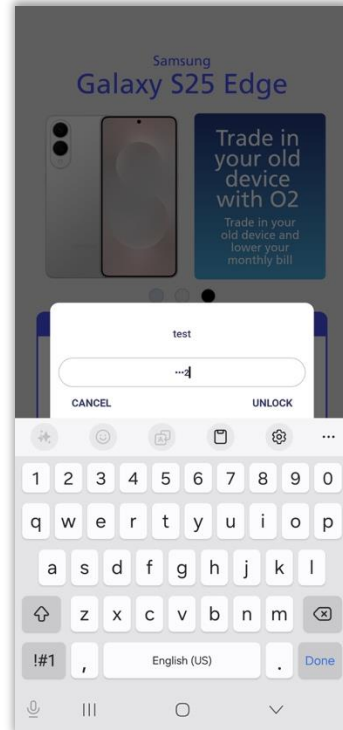 Samsung
Galaxy S25 Edge
Trade in
your old
device
with O2
Trade in your
old device and
lower your
monthly bill
test
···2
CANCEL
UNLOCK
1 2 3 4 5 6 7 8 9 0
q w e r t y u i o p
a s d f g h j k l
z x c v b n m
!#1 , English (US) . Done